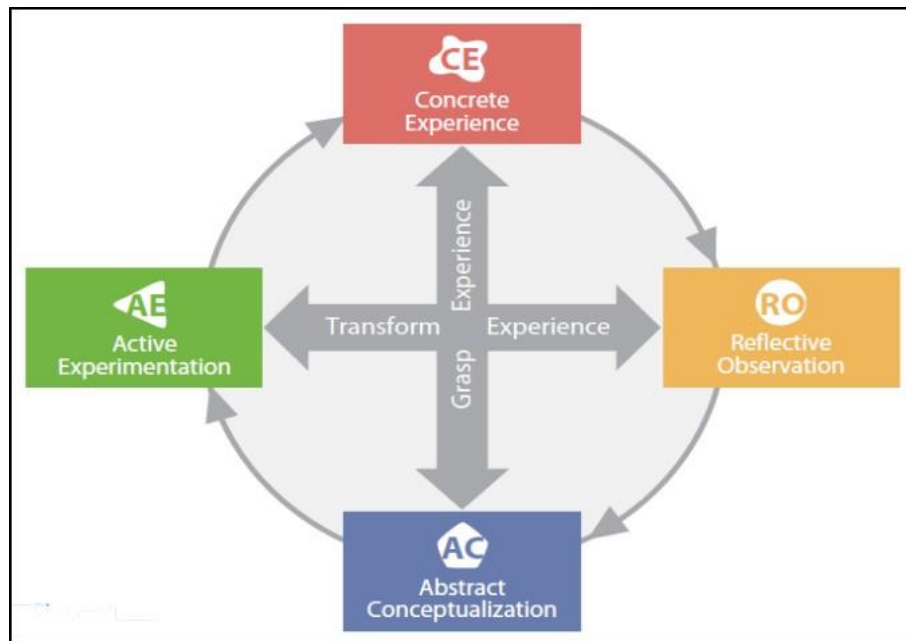 CE
Concrete
Experience
AE
Active
Experimentation
Transform Experience
Grasp Experience
RO
Reflective
Observation
AC
Abstract
Conceptualization